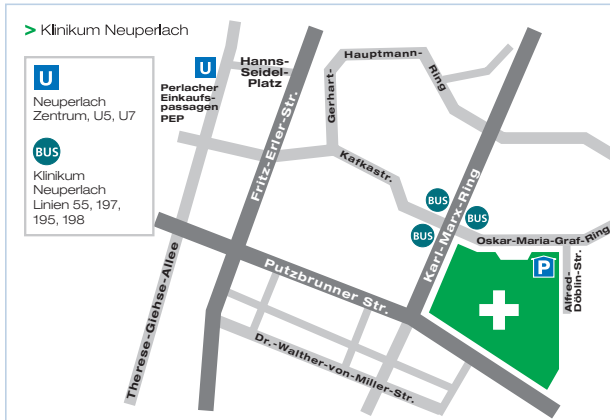 > Klinikum Neuperlach
U
Neuperlach
Zentrum, U5, U7
BUS
Klinikum
Neuperlach
Linien 55, 197,
195, 198
U
Perlacher
Einkaufs-
passagen
PEP
Hanns-
Seidel-
Platz
Fritz-Erler-Str.
Gerhart-
Hauptmann-
Ring
Kafkastr.
BUS
BUS
BUS
Karl-Marx-Ring
Oskar-Maria-Graf-Ring
P
Alfred-
Döblin-Str.
Putzbrunner Str.
Therese-Giehse-Allee
Dr.-Walther-von-Miller-Str.